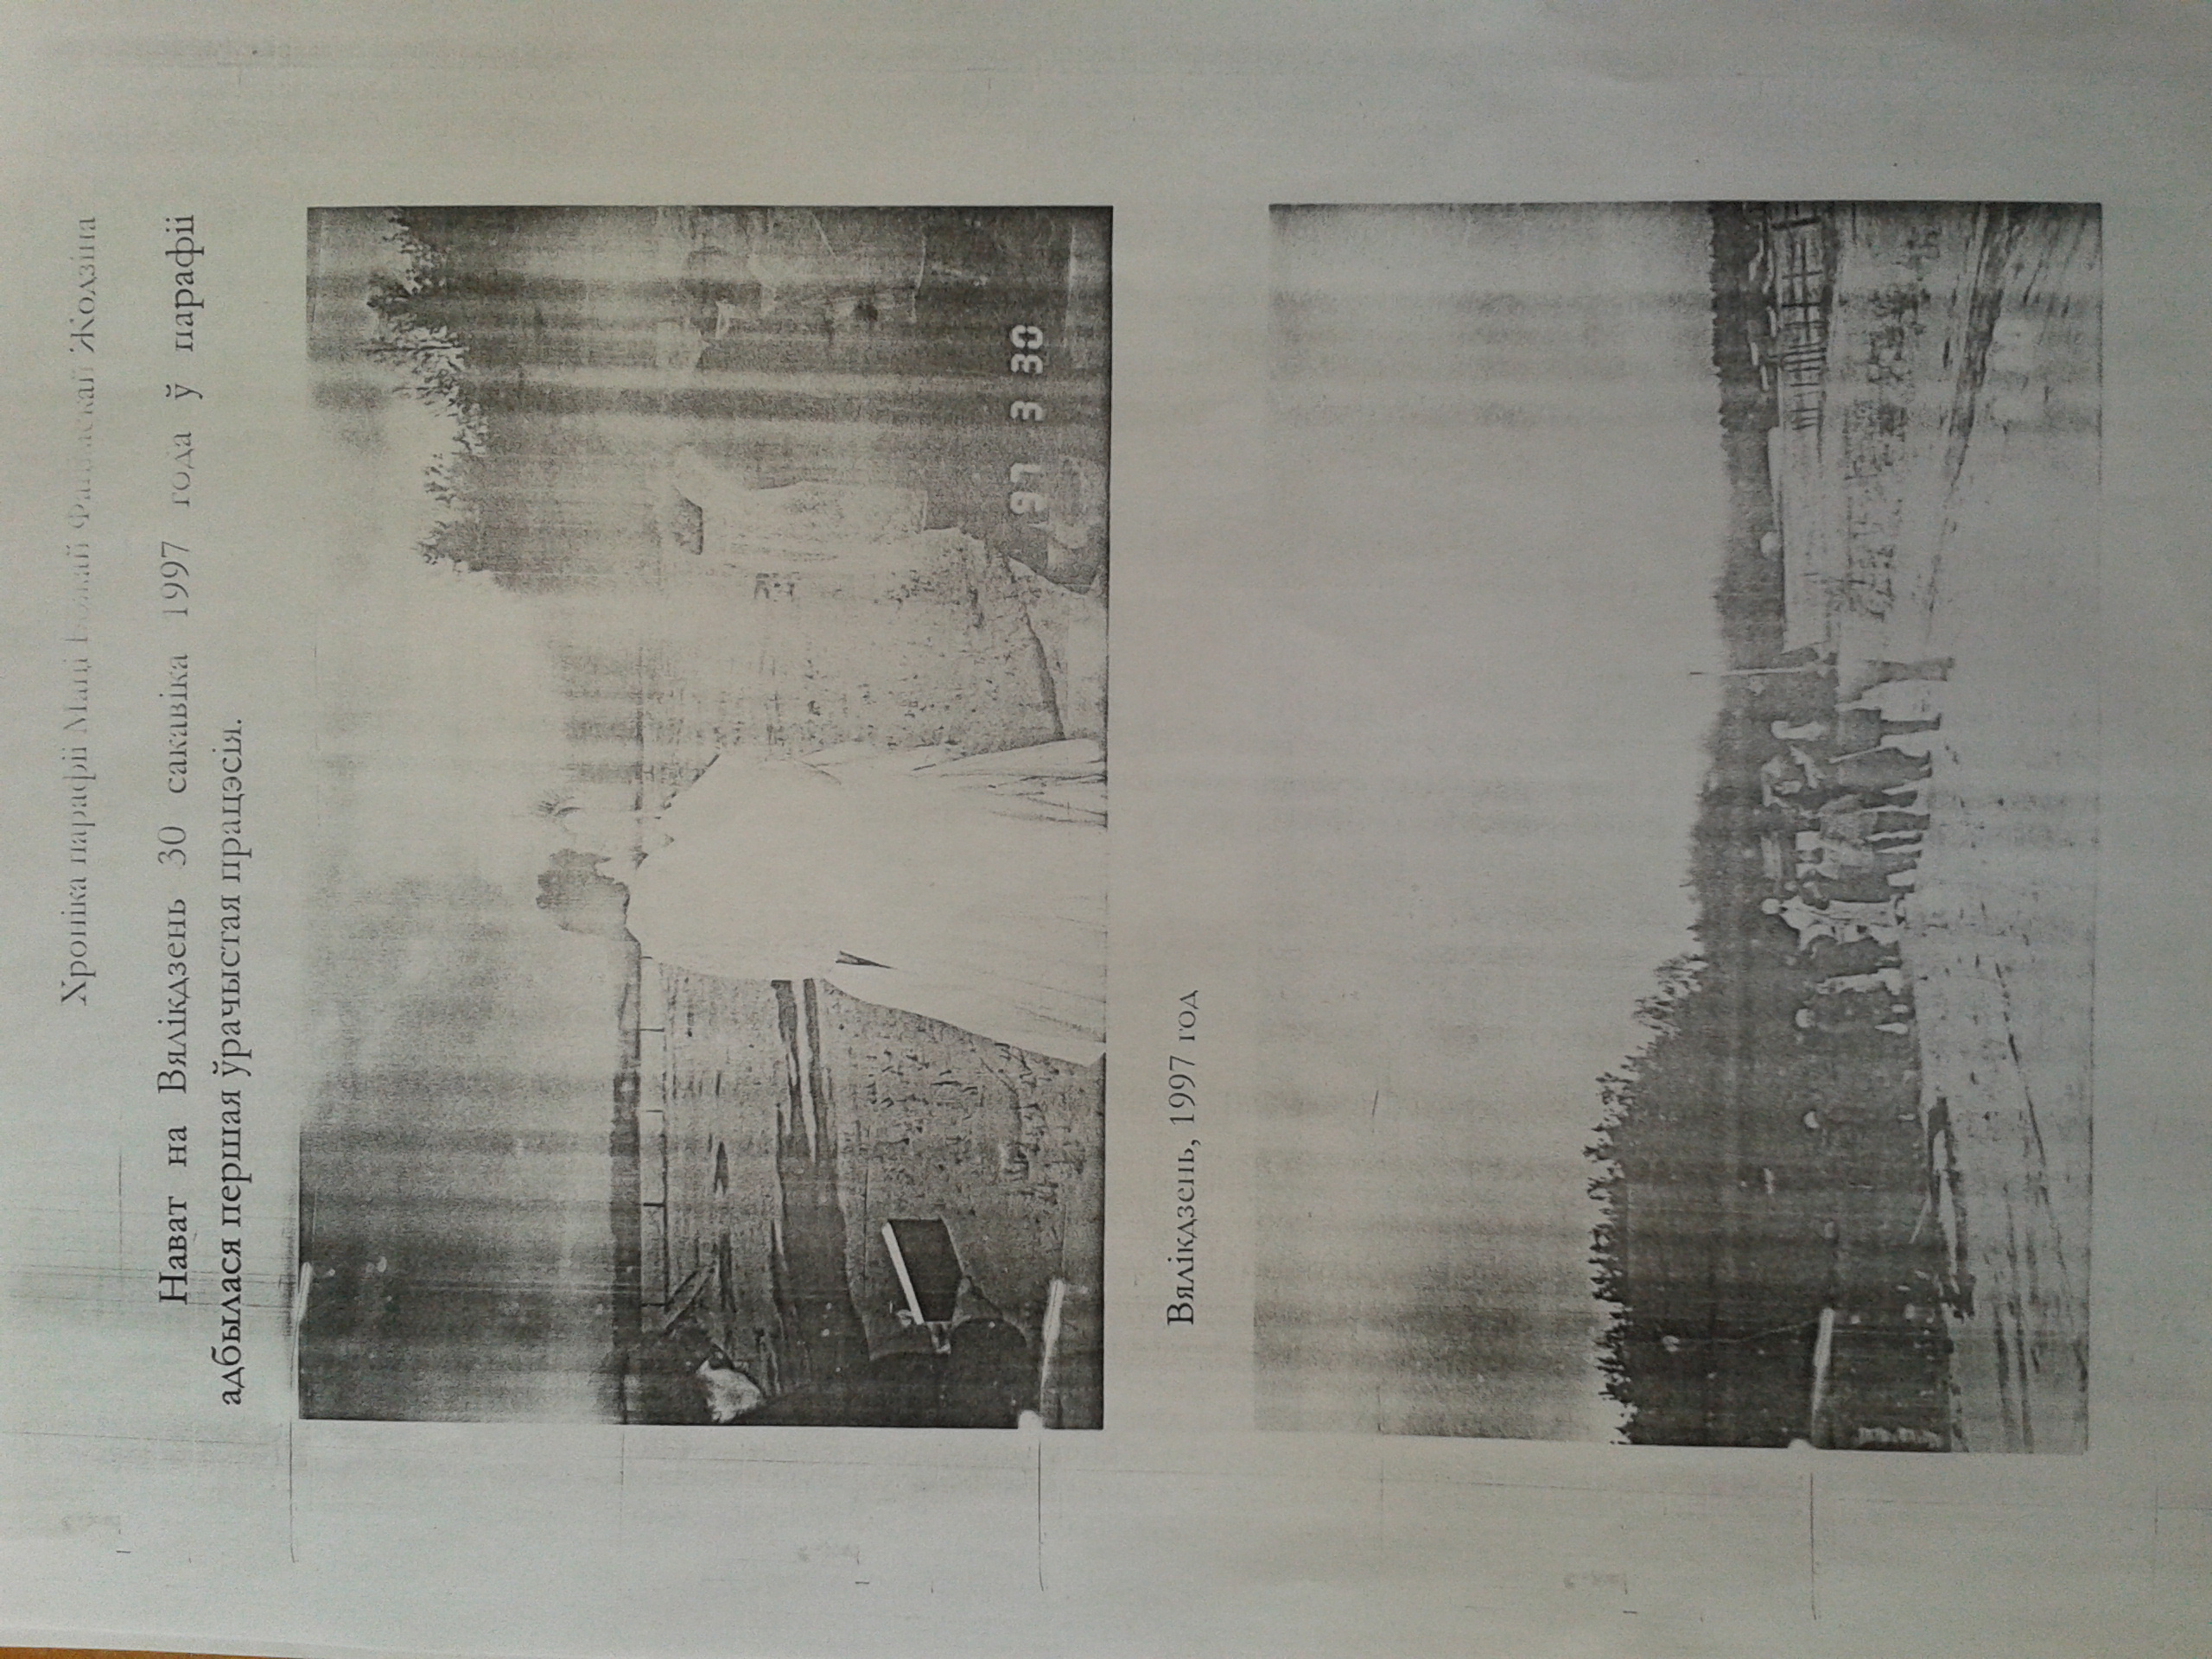 Хроніка парафіі Маці Божай Фацімскай Жодзіна
Нават на Вялікдзень 30 сакавіка 1997 года ў парафіі
адбылася першая ўрачыстая працэсія.
97 3 30
Вялікдзень, 1997 год